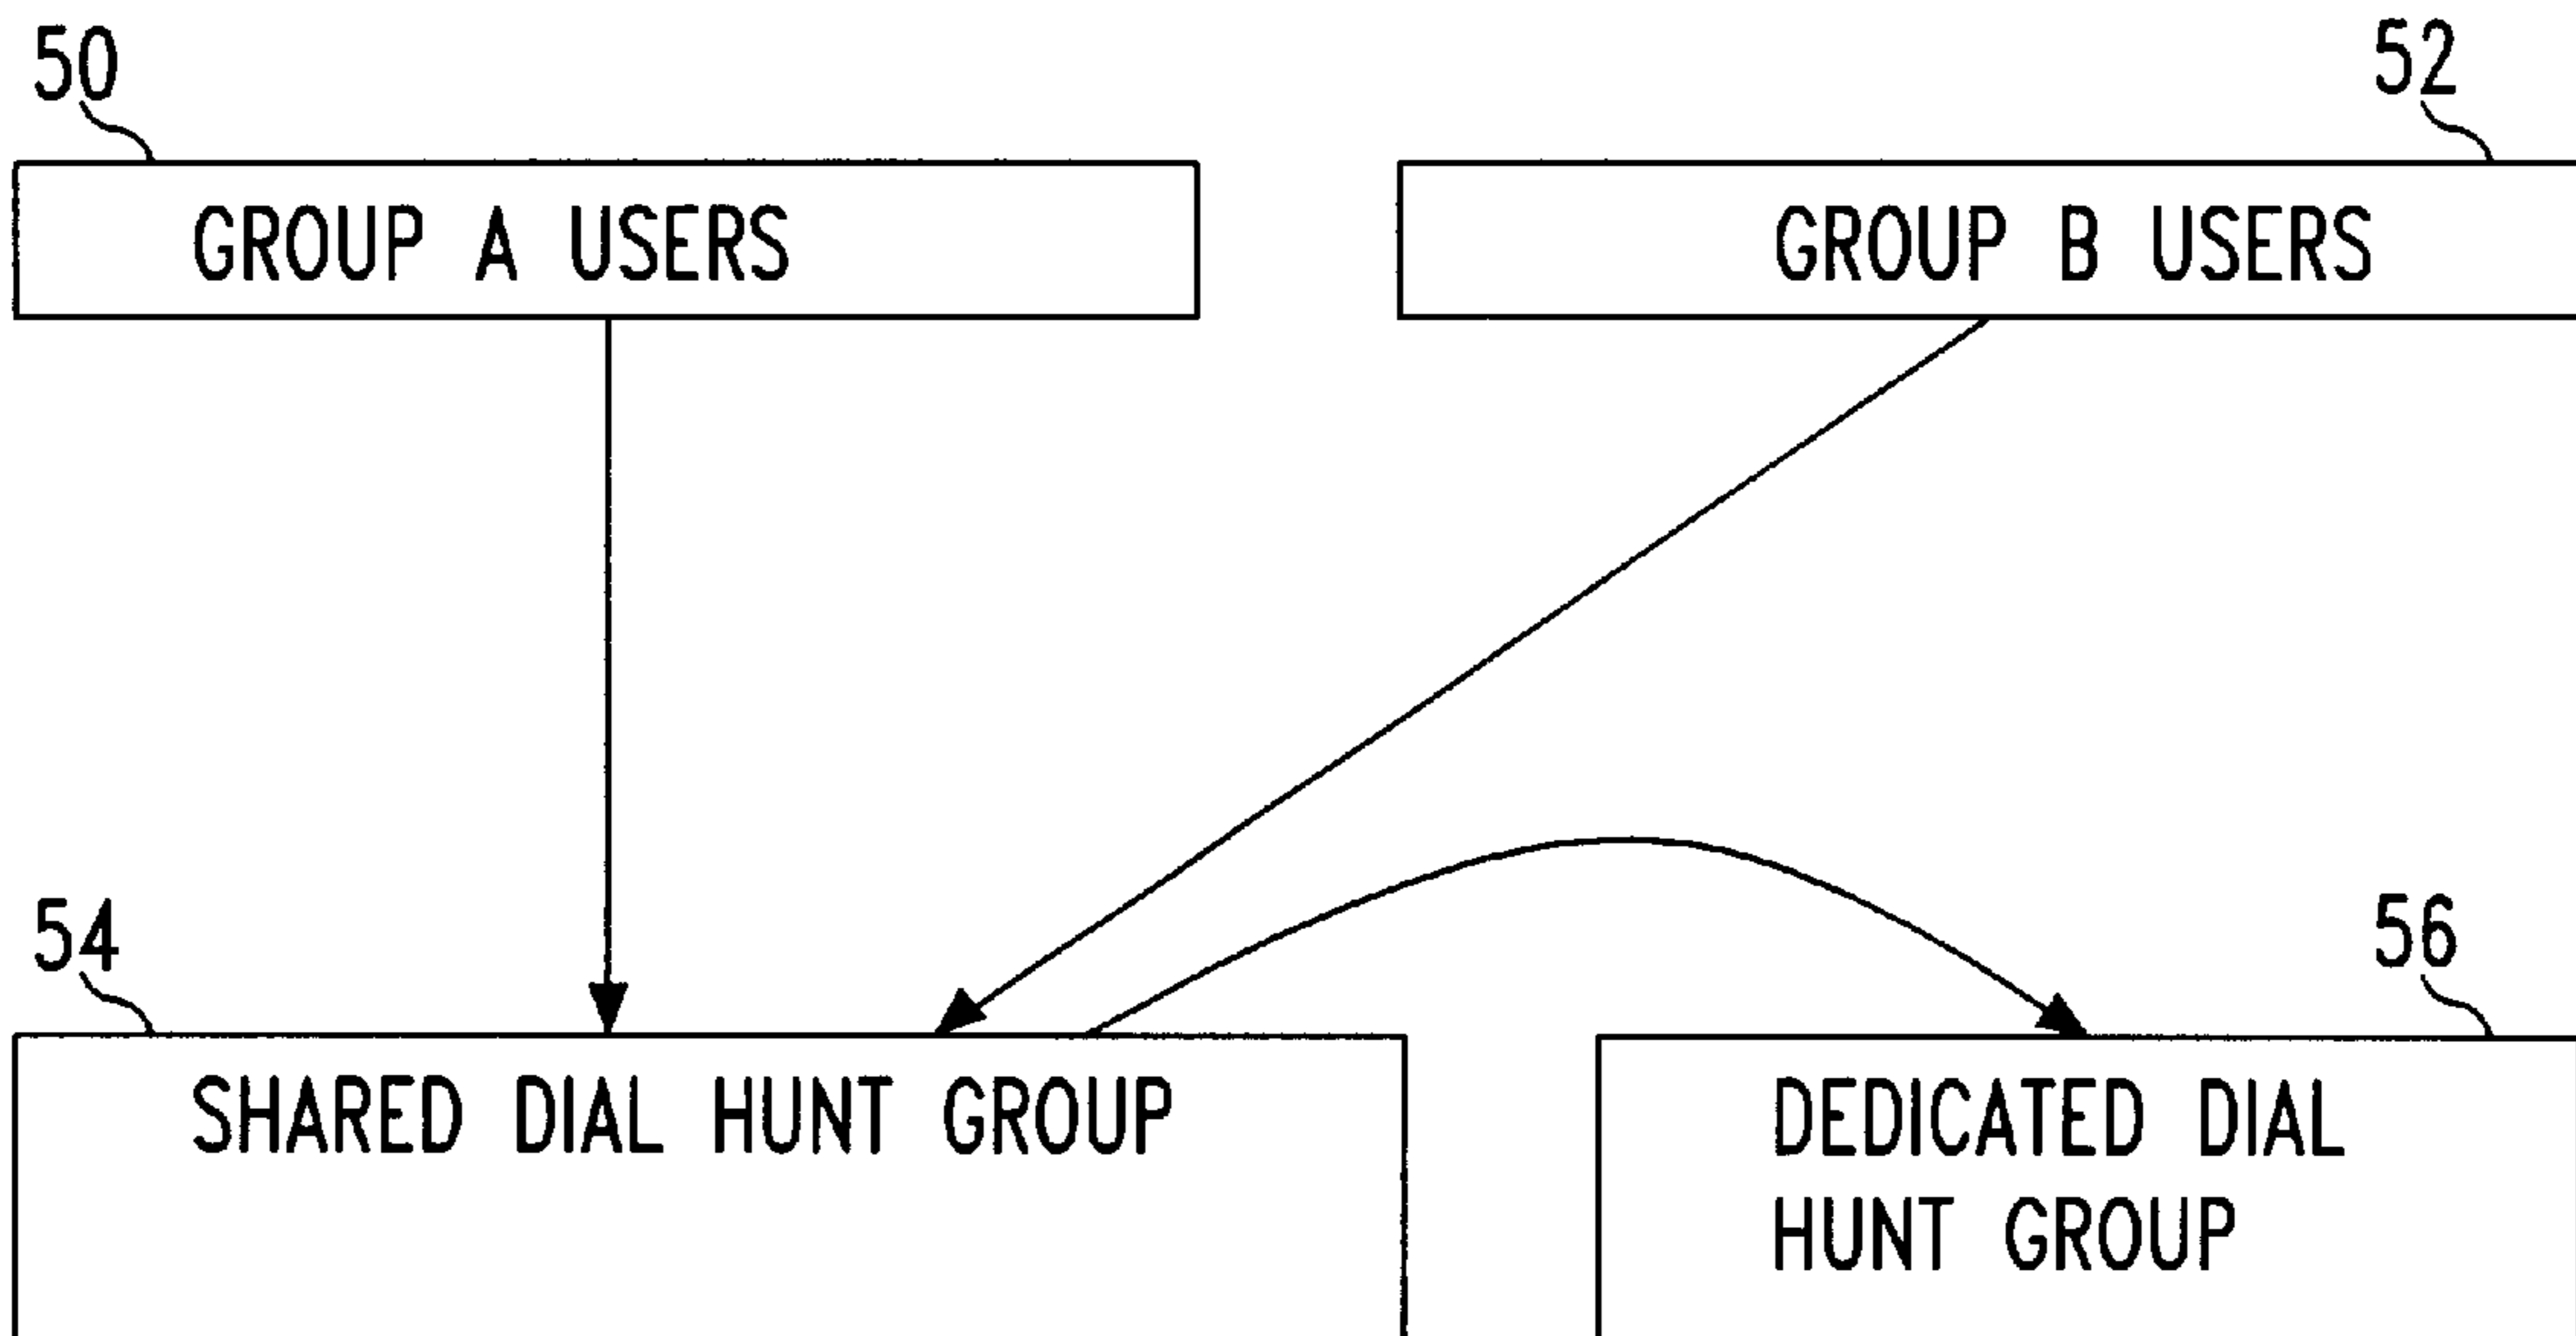 50
52
GROUP A USERS
GROUP B USERS
54
56
SHARED DIAL HUNT GROUP
DEDICATED DIAL
HUNT GROUP